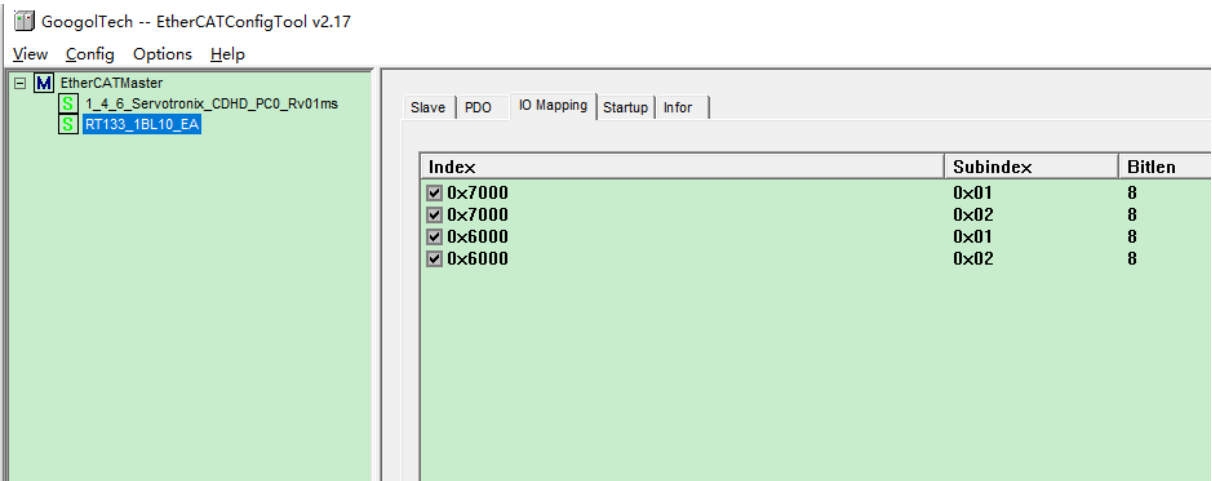 GoogolTech -- EtherCATConfigTool v2.17
View Config Options Help
EtherCATMaster
1_4_6_Servotronix_CDHD_PC0_Rv01ms
RT133_1BL10_EA
Slave PDO IO Mapping Startup Infor
Index Subindex Bitlen
0x7000 0x01 8
0x7000 0x02 8
0x6000 0x01 8
0x6000 0x02 8